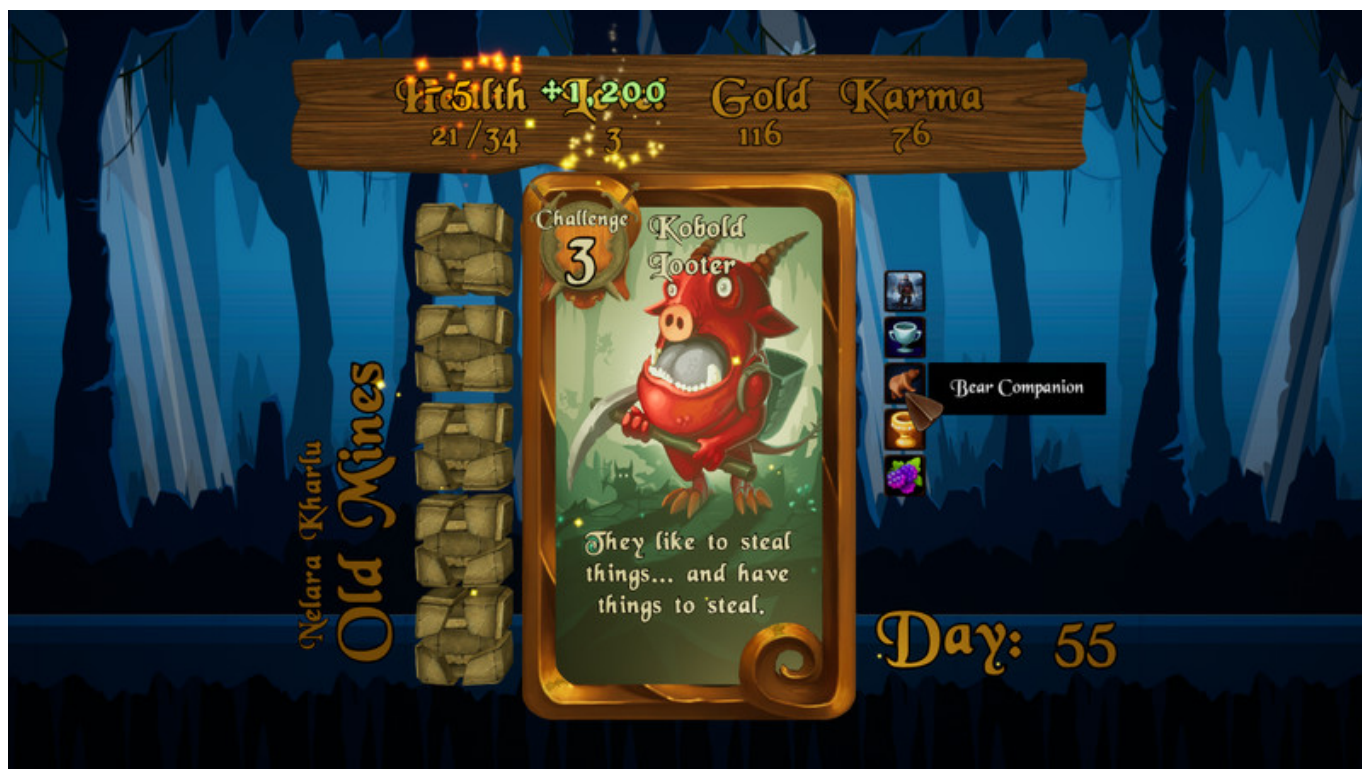 Health Level Gold Karma
-5 +1,200
21/34 3 116 76
Challenge
3
Kobold
Looter
They like to steal
things... and have
things to steal.
Nelara Kharlu
Old Mines
Bear Companion
Day: 55